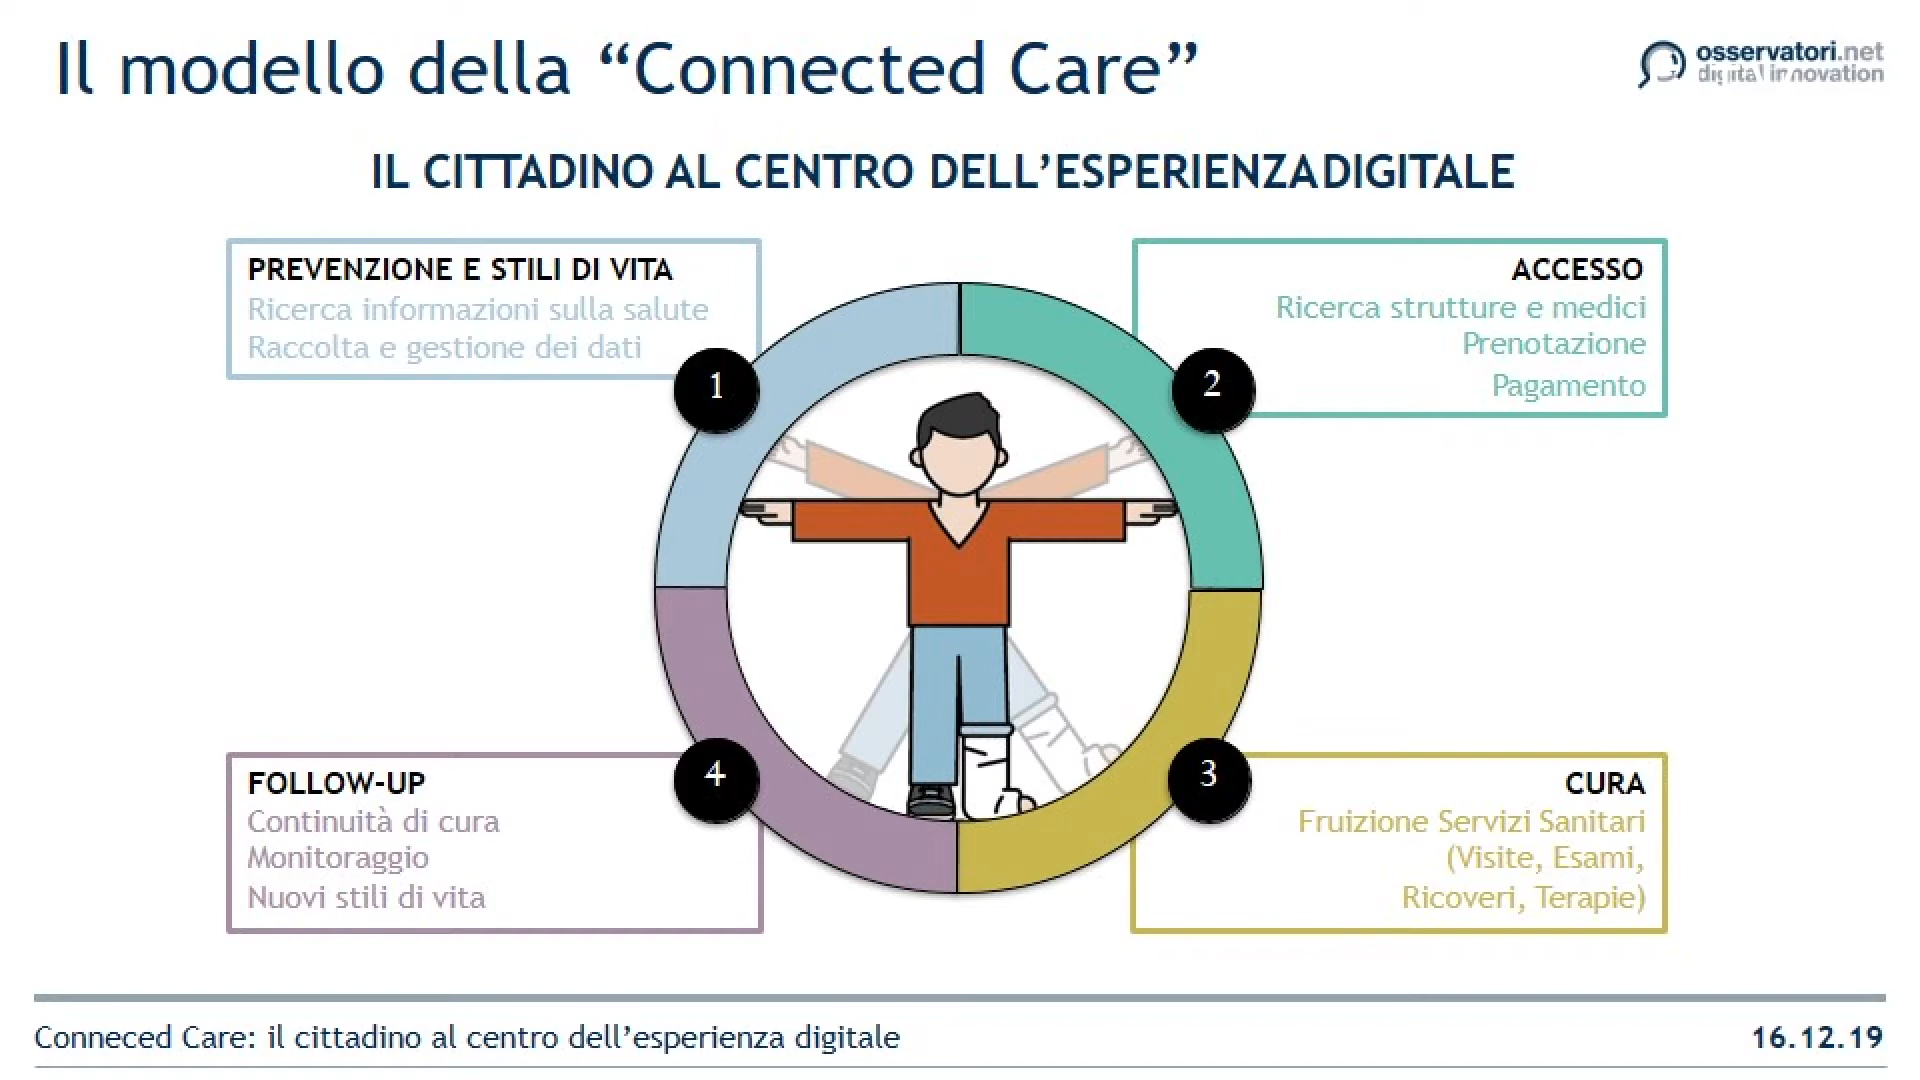 Il modello della “Connected Care”
osservatori.net
digital innovation
IL CITTADINO AL CENTRO DELL’ESPERIENZA DIGITALE
PREVENZIONE E STILI DI VITA
Ricerca informazioni sulla salute
Raccolta e gestione dei dati
1
ACCESSO
Ricerca strutture e medici
Prenotazione
Pagamento
2
FOLLOW-UP
Continuità di cura
Monitoraggio
Nuovi stili di vita
4
CURA
Fruizione Servizi Sanitari
(Visite, Esami,
Ricoveri, Terapie)
3
Conneced Care: il cittadino al centro dell’esperienza digitale
16.12.19